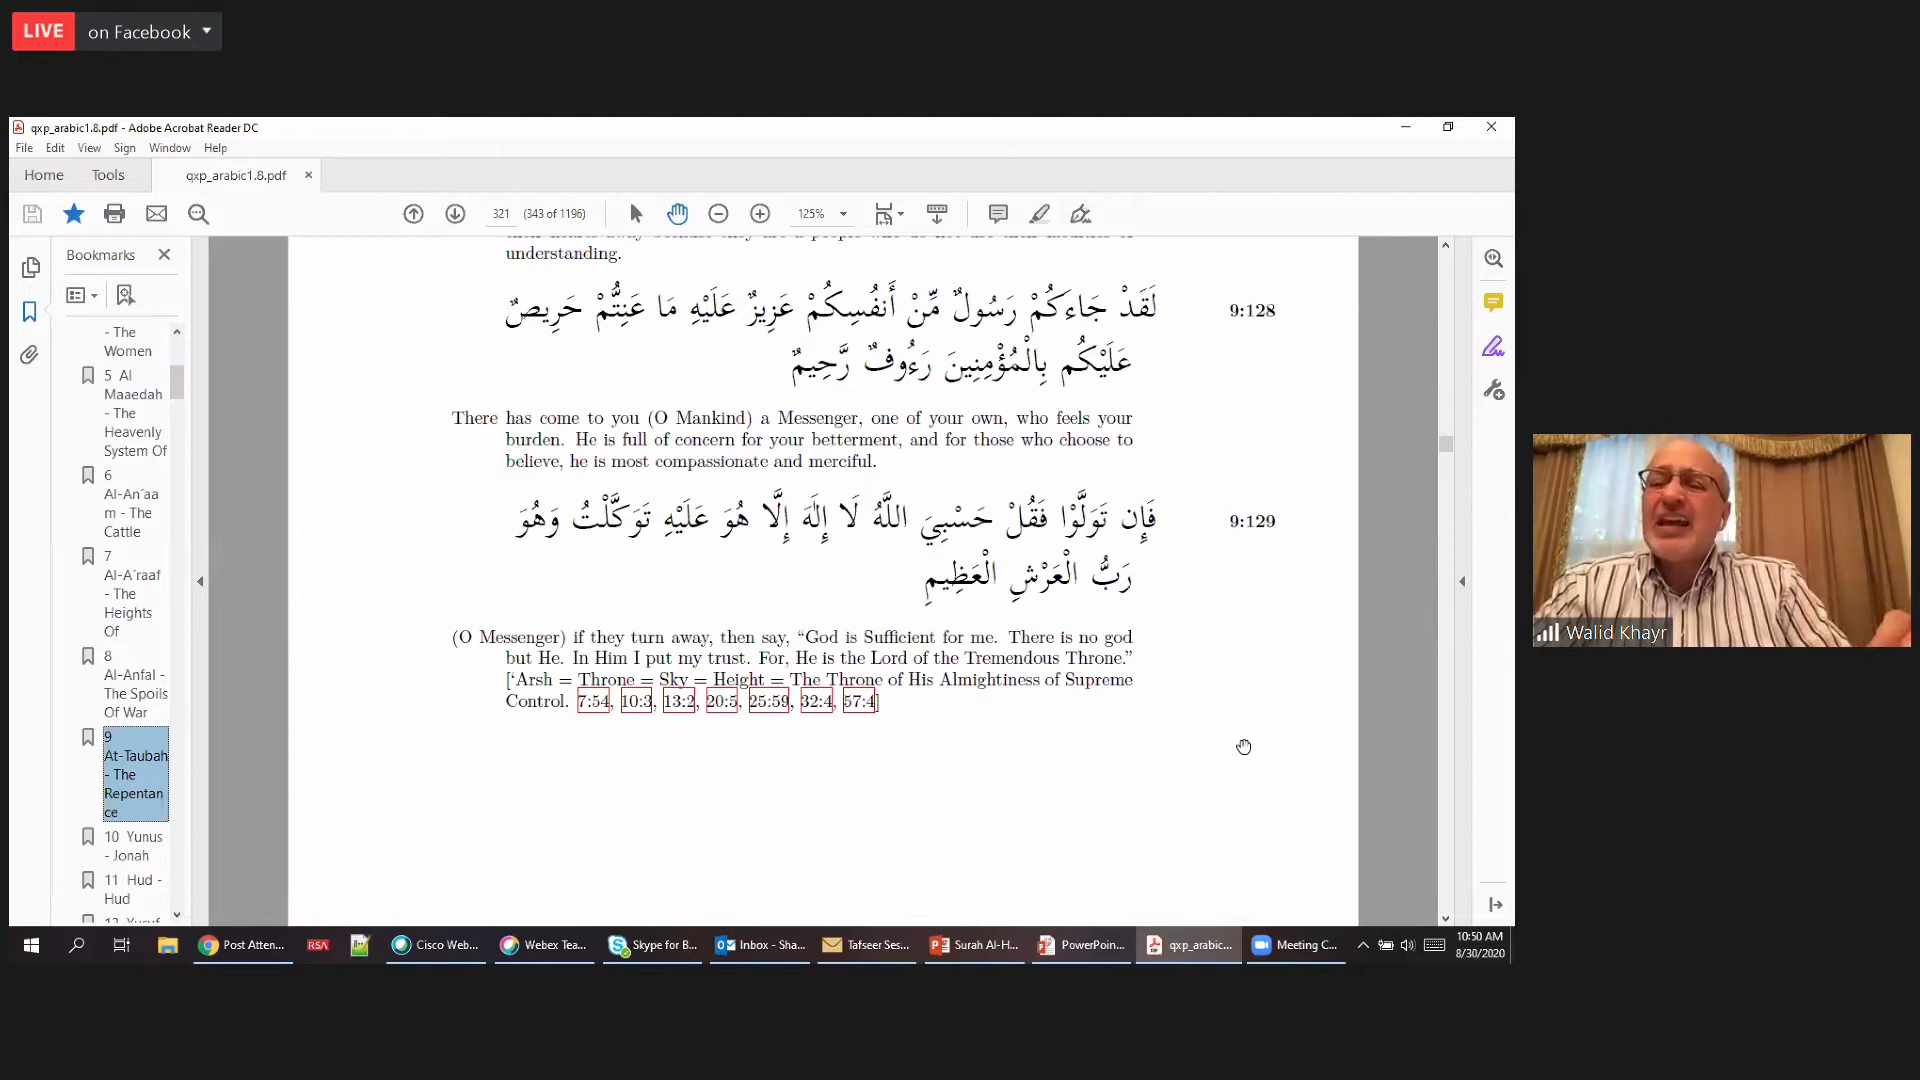 LIVE on Facebook
qxp_arabic1.8.pdf - Adobe Acrobat Reader DC
File Edit View Sign Window Help
Home Tools qxp_arabic1.8.pdf
321 (343 of 1196) 125%
Bookmarks
- The
Women
5 Al
Maaedah
- The
Heavenly
System Of
6
Al-An´aa
m - The
Cattle
7
Al-A´raaf
- The
Heights
Of
8
Al-Anfal -
The Spoils
Of War
9
At-Taubah
- The
Repentan
ce
10 Yunus
- Jonah
11 Hud -
Hud
understanding.
لَقَدْ جَاءَكُمْ رَسُولٌ مِّنْ أَنفُسِكُمْ عَزِيزٌ عَلَيْهِ مَا عَنِتُّمْ حَرِيصٌ 9:128
عَلَيْكُم بِالْمُؤْمِنِينَ رَءُوفٌ رَّحِيمٌ
There has come to you (O Mankind) a Messenger, one of your own, who feels your
burden. He is full of concern for your betterment, and for those who choose to
believe, he is most compassionate and merciful.
فَإِن تَوَلَّوْا فَقُلْ حَسْبِيَ اللَّهُ لَا إِلَٰهَ إِلَّا هُوَ عَلَيْهِ تَوَكَّلْتُ وَهُوَ 9:129
رَبُّ الْعَرْشِ الْعَظِيمِ
(O Messenger) if they turn away, then say, “God is Sufficient for me. There is no god
but He. In Him I put my trust. For, He is the Lord of the Tremendous Throne.”
[‘Arsh = Throne = Sky = Height = The Throne of His Almightiness of Supreme
Control. 7:54, 10:3, 13:2, 20:5, 25:59, 32:4, 57:4]
Walid Khayr
Post Atten... RSA Cisco Web... Webex Tea... Skype for B... Inbox - Sha... Tafseer Ses... Surah Al-H... PowerPoin... qxp_arabic... Meeting C... 10:50 AM
8/30/2020